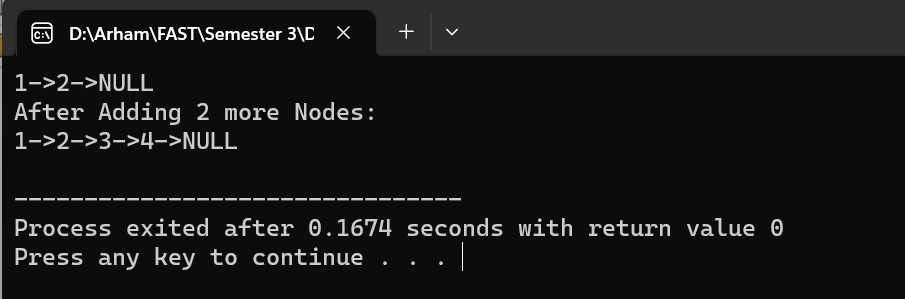 D:\Arham\FAST\Semester 3\D
1->2->NULL
After Adding 2 more Nodes:
1->2->3->4->NULL
--------------------------------
Process exited after 0.1674 seconds with return value 0
Press any key to continue . . .